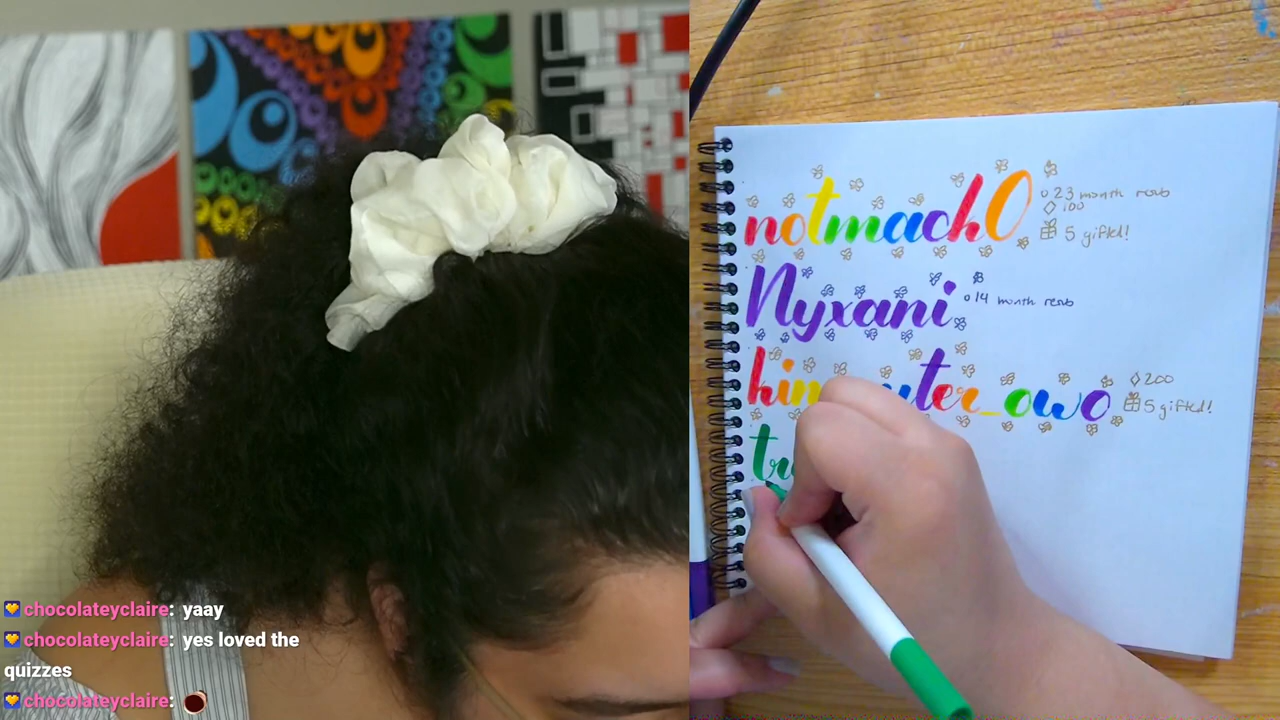 notmach0
23 month resub
100
5 gifted!
Nyxani
14 month resub
200
5 gifted!
chocolateyclaire: yaay
chocolateyclaire: yes loved the
quizzes
chocolateyclaire: